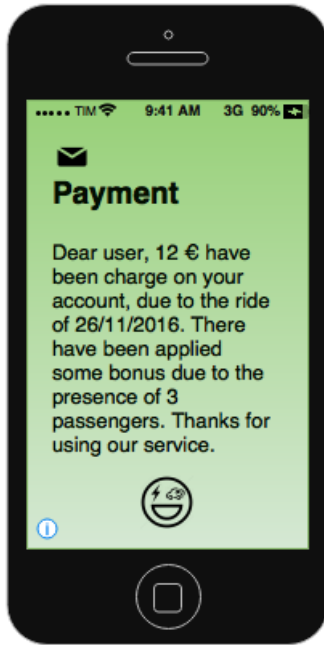 TIM 9:41 AM 3G 90%
Payment
Dear user, 12 € have
been charge on your
account, due to the ride
of 26/11/2016. There
have been applied
some bonus due to the
presence of 3
passengers. Thanks for
using our service.
i